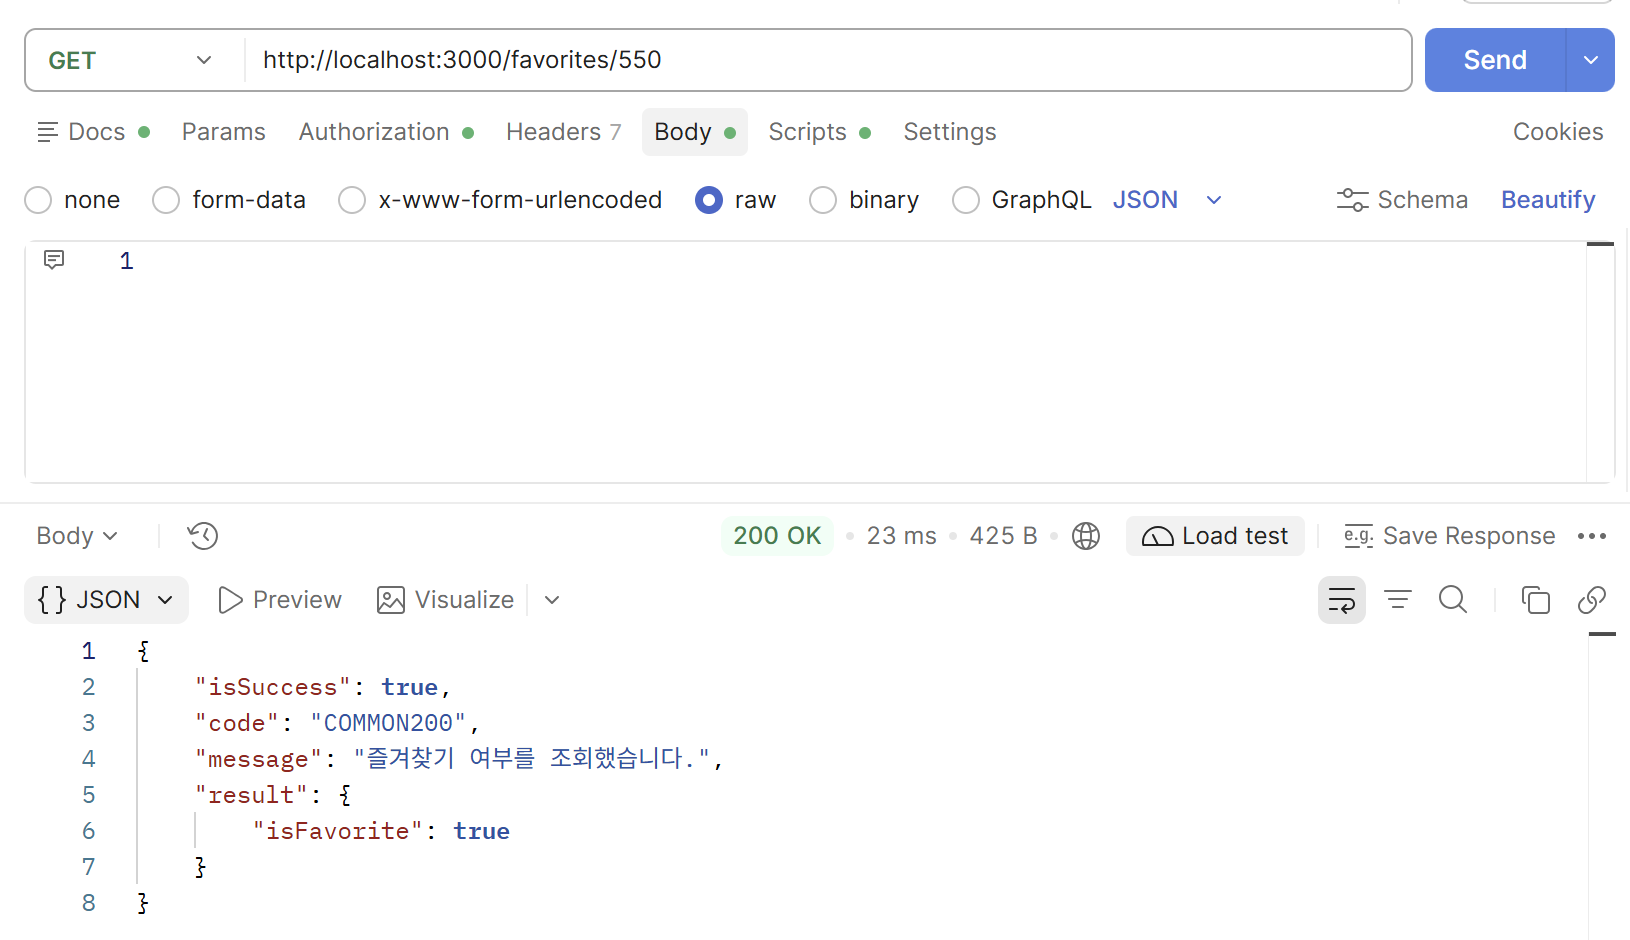 GET http://localhost:3000/favorites/550 Send
Docs Params Authorization Headers 7 Body Scripts Settings Cookies
none form-data x-www-form-urlencoded raw binary GraphQL JSON Schema Beautify
1
Body 200 OK 23 ms 425 B Load test e.g. Save Response
{} JSON Preview Visualize
1 {
2 "isSuccess": true,
3 "code": "COMMON200",
4 "message": "즐겨찾기 여부를 조회했습니다.",
5 "result": {
6 "isFavorite": true
7 }
8 }